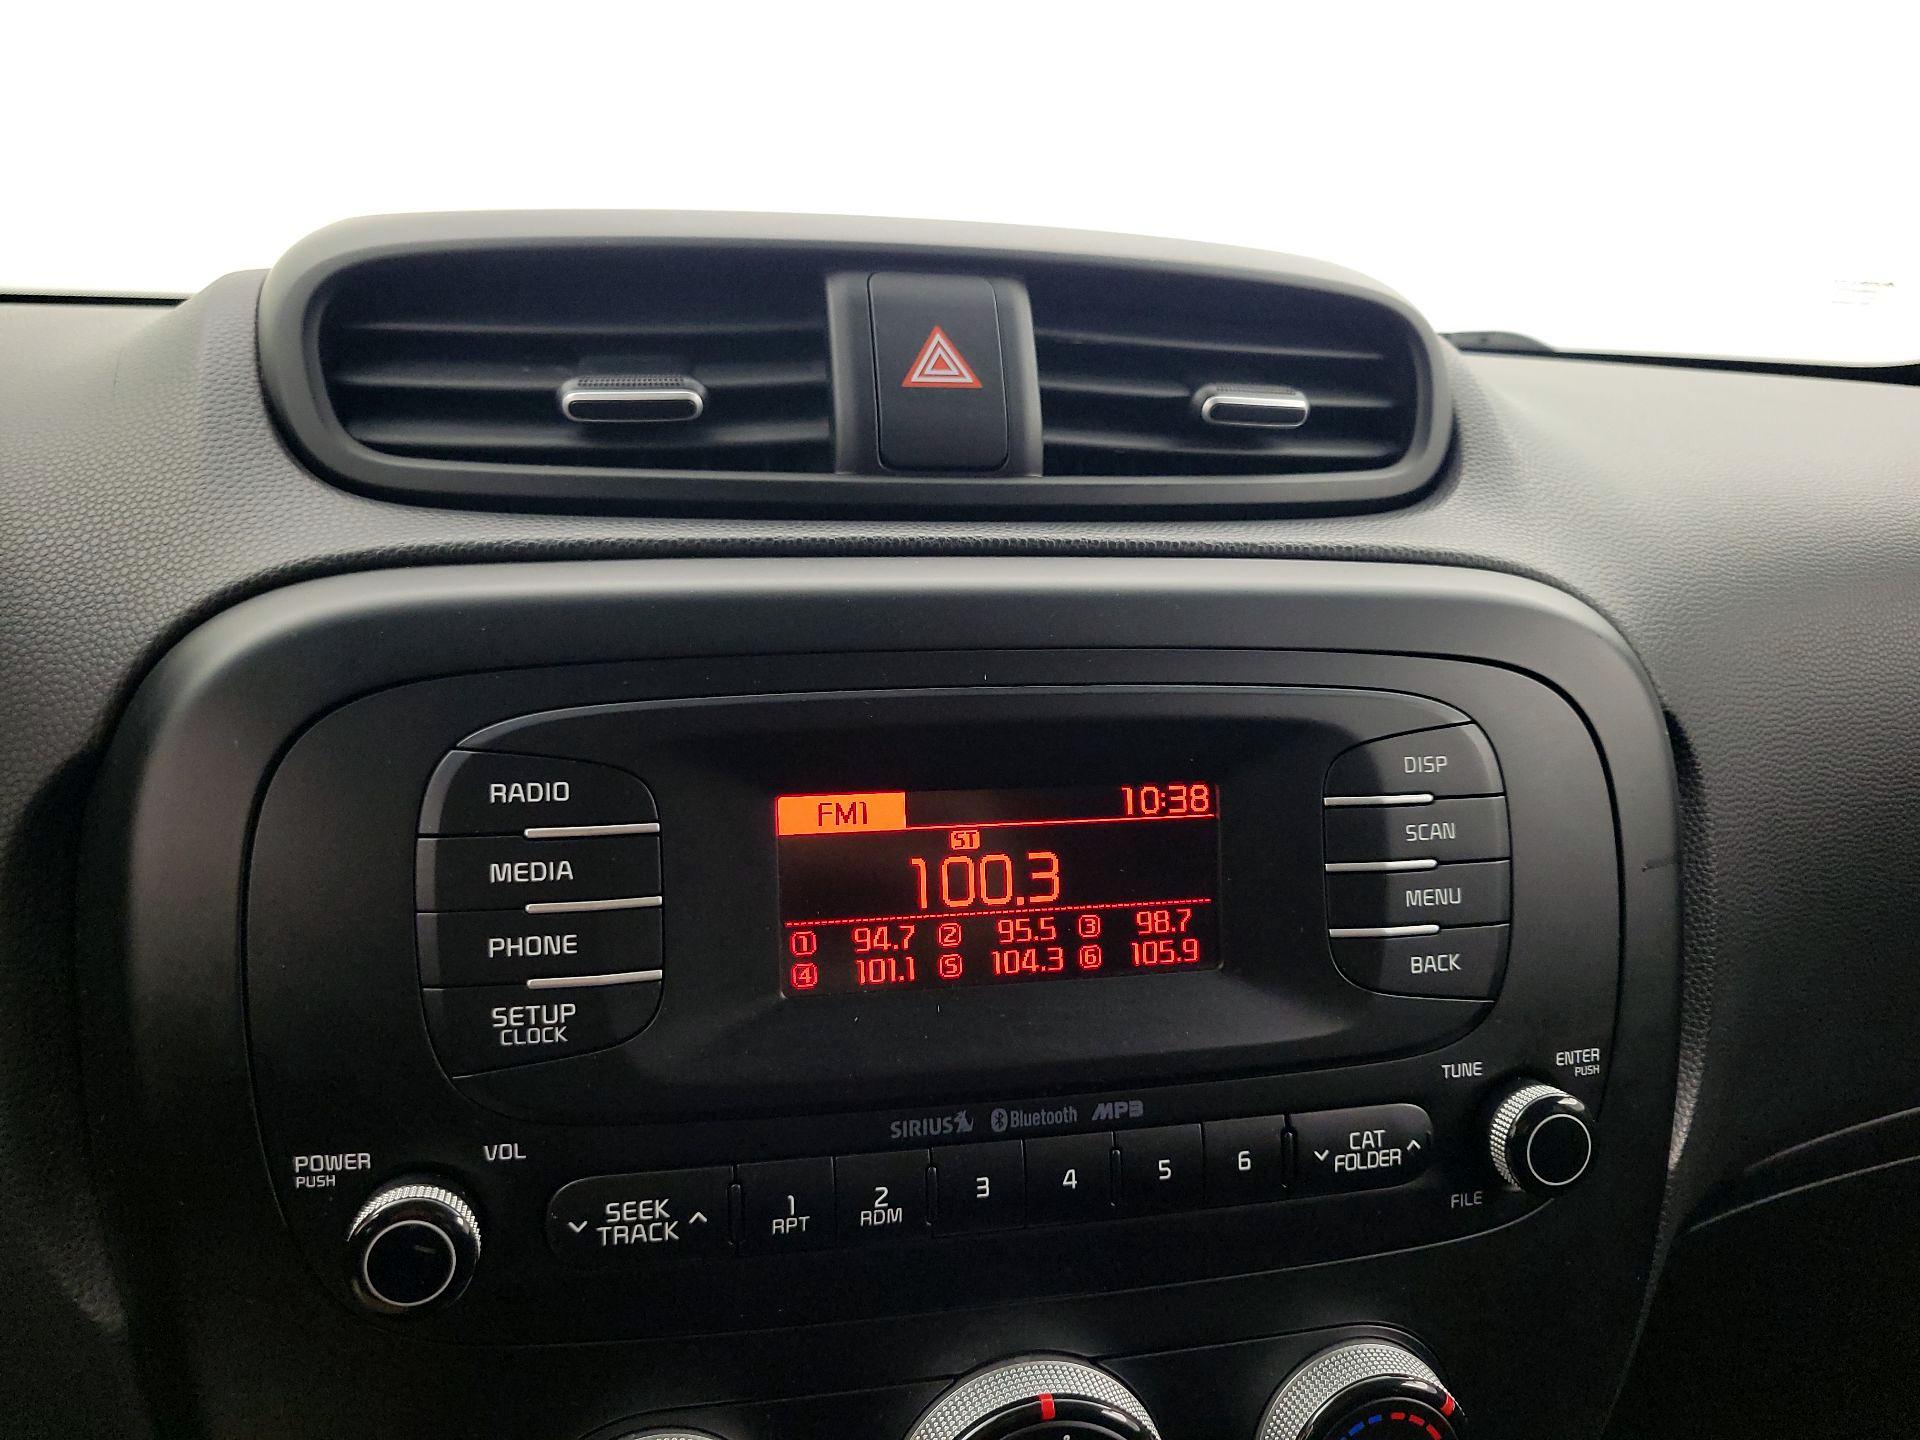 RADIO
MEDIA
PHONE
SETUP
CLOCK
FM1 10:38
ST
100.3
1 94.7 2 95.5 3 98.7
4 101.1 5 104.3 6 105.9
DISP
SCAN
MENU
BACK
SIRIUS Bluetooth MP3
POWER
PUSH
VOL
SEEK
TRACK
1
RPT
2
RDM
3
4
5
6
CAT
FOLDER
TUNE
ENTER
PUSH
FILE